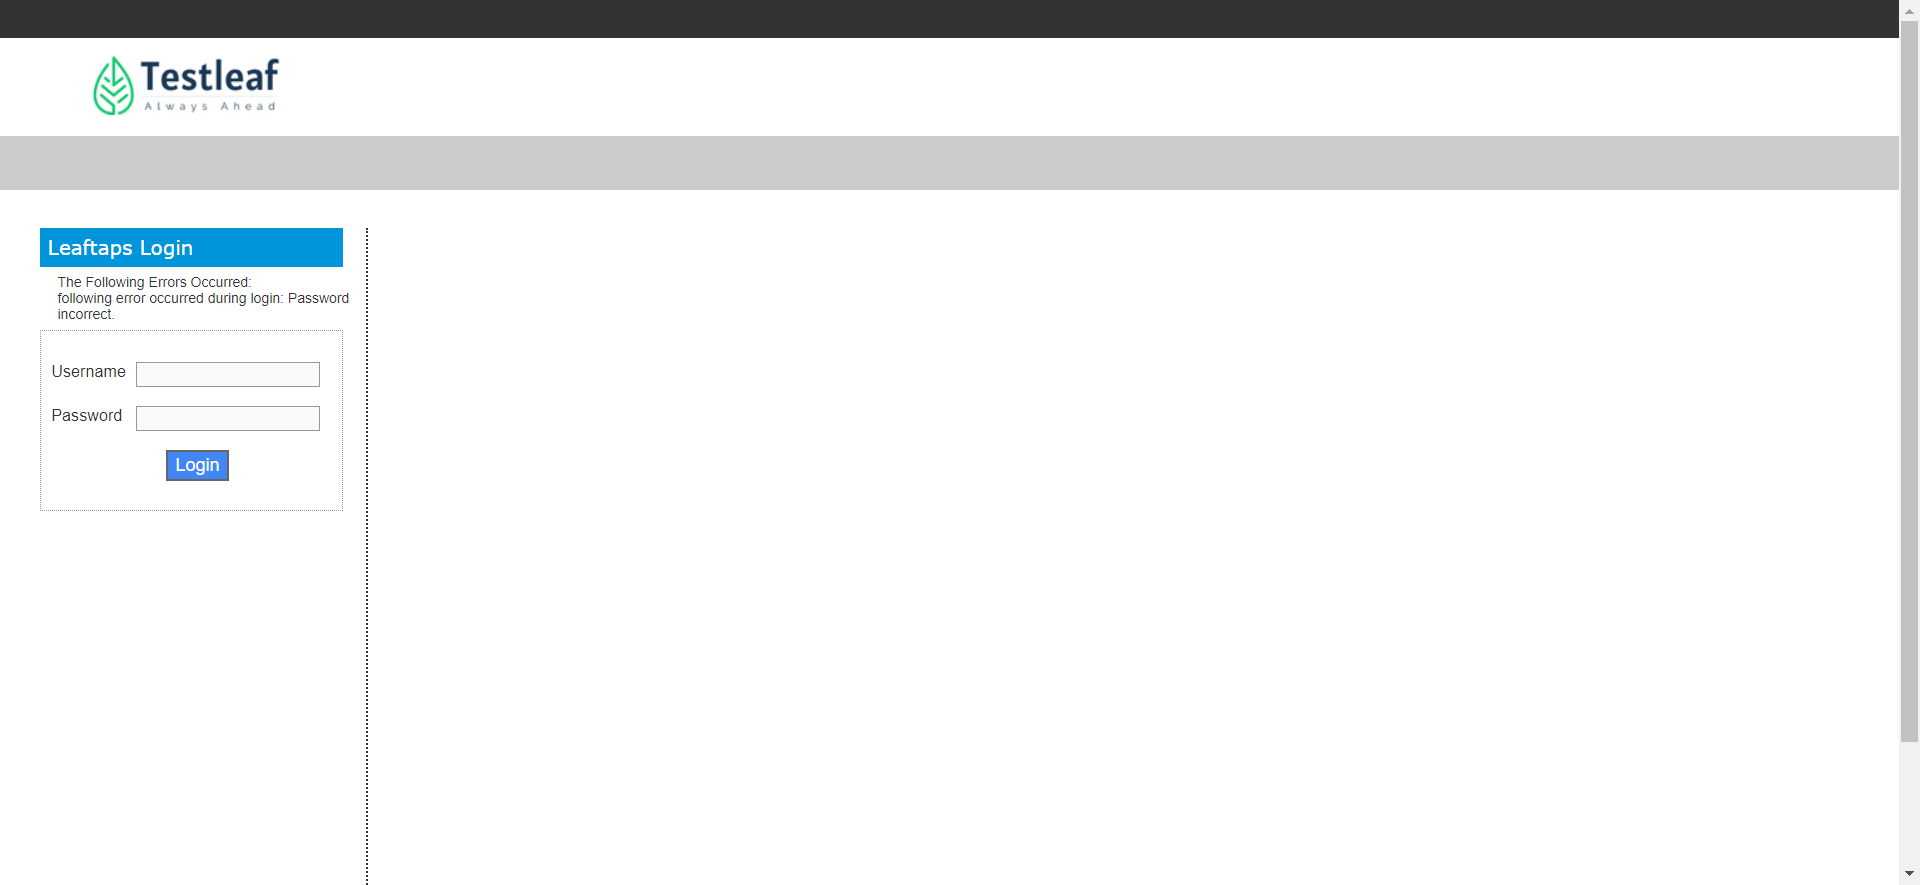 Testleaf
Always Ahead
Leaftaps Login
The Following Errors Occurred:
following error occurred during login: Password
incorrect.
Username
Password
Login